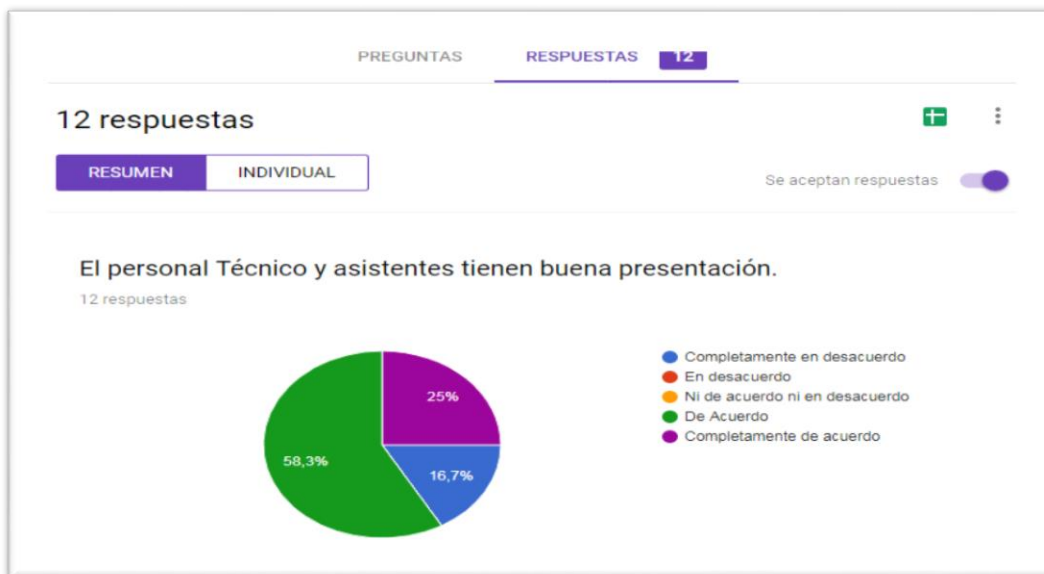 PREGUNTAS RESPUESTAS 12
12 respuestas
RESUMEN INDIVIDUAL
Se aceptan respuestas
El personal Técnico y asistentes tienen buena presentación.
12 respuestas
25%
58,3%
16,7%
Completamente en desacuerdo
En desacuerdo
Ni de acuerdo ni en desacuerdo
De Acuerdo
Completamente de acuerdo